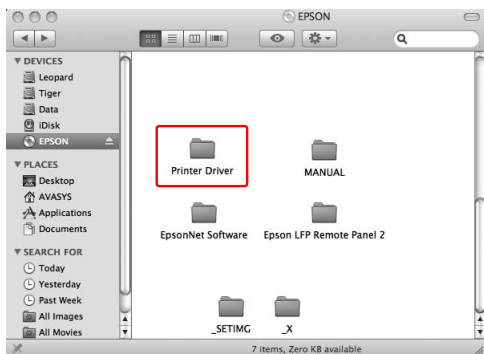 EPSON
DEVICES
Leopard
Tiger
Data
iDisk
EPSON
PLACES
Desktop
AVASYS
Applications
Documents
SEARCH FOR
Today
Yesterday
Past Week
All Images
All Movies
Printer Driver
MANUAL
EpsonNet Software
Epson LFP Remote Panel 2
_SETIMG
_X
7 items, Zero KB available